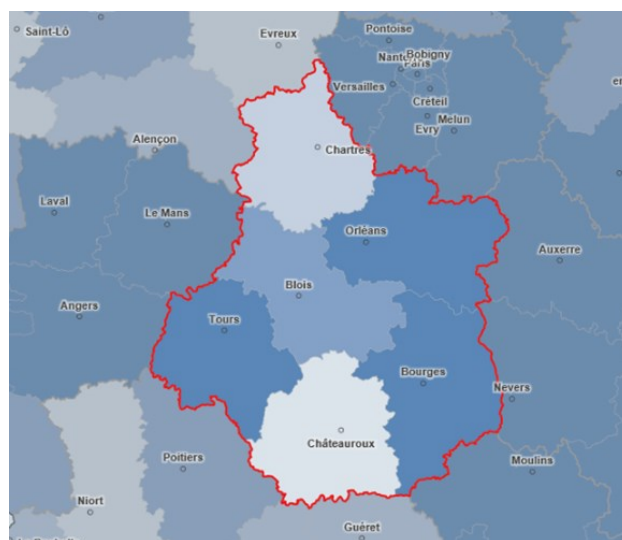 Saint-Lô
Evreux
Pontoise
Bobigny
Paris
Versailles
Créteil
Melun
Evry
Alençon
Chartres
Laval
Le Mans
Orléans
Auxerre
Blois
Angers
Tours
Bourges
Nevers
Châteauroux
Poitiers
Moulins
Niort
Guéret